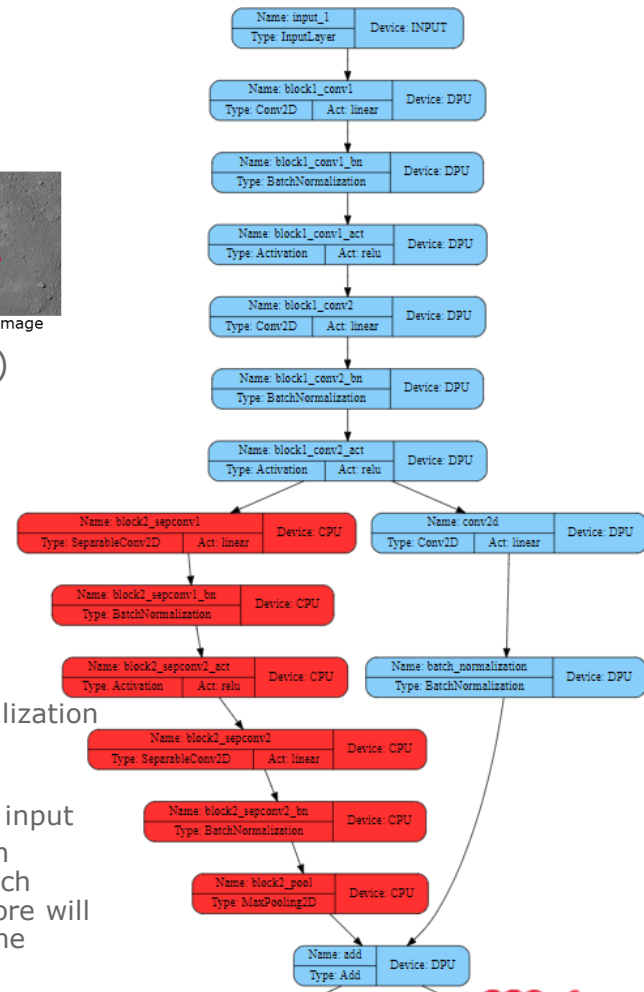 Name: input_1
Type: InputLayer
Device: INPUT
Name: block1_conv1
Type: Conv2D
Act: linear
Device: DPU
Name: block1_conv1_bn
Type: BatchNormalization
Device: DPU
Name: block1_conv1_act
Type: Activation
Act: relu
Device: DPU
mage
Name: block1_conv2
Type: Conv2D
Act: linear
Device: DPU
)
Name: block1_conv2_bn
Type: BatchNormalization
Device: DPU
Name: block1_conv2_act
Type: Activation
Act: relu
Device: DPU
Name: block2_sepconv1
Type: SeparableConv2D
Act: linear
Device: CPU
Name: conv2d
Type: Conv2D
Act: linear
Device: DPU
Name: block2_sepconv1_bn
Type: BatchNormalization
Device: CPU
Name: block2_sepconv2_act
Type: Activation
Act: relu
Device: CPU
Name: batch_normalization
Type: BatchNormalization
Device: DPU
lization
Name: block2_sepconv2
Type: SeparableConv2D
Act: linear
Device: CPU
input
Name: block2_sepconv2_bn
Type: BatchNormalization
Device: CPU
n
ch
ore will
ne
Name: block2_pool
Type: MaxPooling2D
Device: CPU
Name: add
Type: Add
Device: DPU